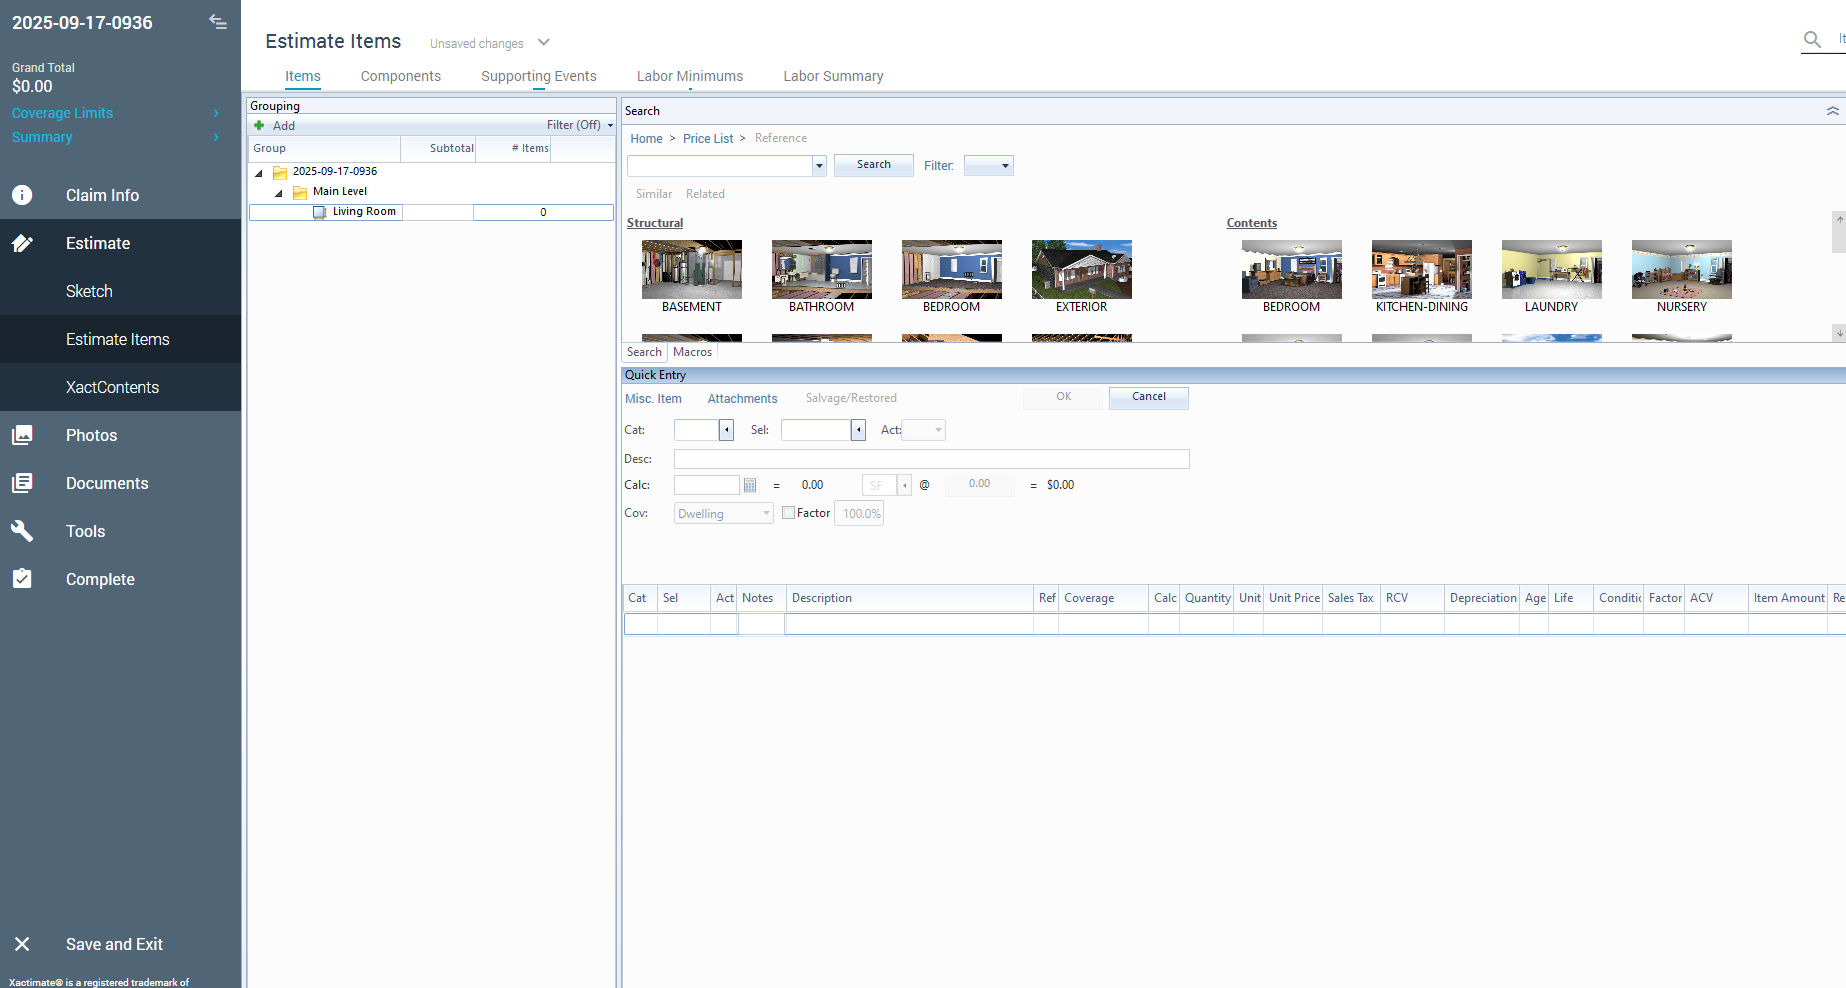 2025-09-17-0936
Grand Total
$0.00
Coverage Limits
Summary
Claim Info
Estimate
Sketch
Estimate Items
XactContents
Photos
Documents
Tools
Complete
Save and Exit
Xactimate® is a registered trademark of
Estimate Items
Unsaved changes
Items
Components
Supporting Events
Labor Minimums
Labor Summary
Grouping
Add
Filter (Off)
Group
Subtotal
# Items
2025-09-17-0936
Main Level
Living Room
0
Search
Home > Price List > Reference
Search
Filter:
Similar
Related
Structural
BASEMENT
BATHROOM
BEDROOM
EXTERIOR
Contents
BEDROOM
KITCHEN-DINING
LAUNDRY
NURSERY
Search
Macros
Quick Entry
Misc. Item
Attachments
Salvage/Restored
OK
Cancel
Cat:
Sel:
Act:
Desc:
Calc:
=
0.00
SF
@
0.00
=
$0.00
Cov:
Dwelling
Factor
100.0%
Cat
Sel
Act
Notes
Description
Ref
Coverage
Calc
Quantity
Unit
Unit Price
Sales Tax
RCV
Depreciation
Age
Life
Conditic
Factor
ACV
Item Amount
Re